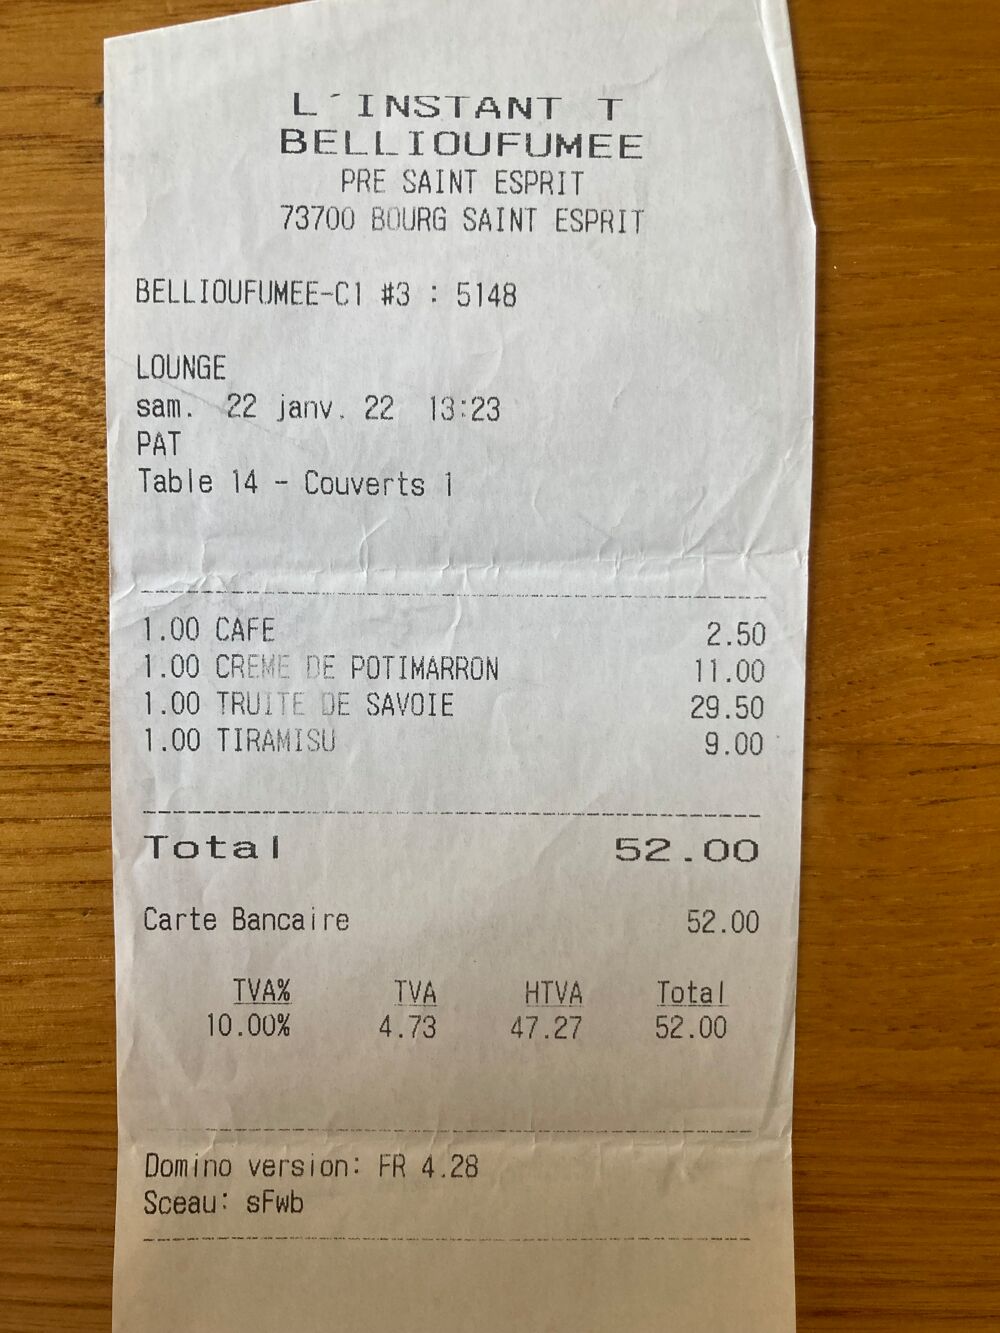 L´INSTANT T
BELLIOUFUMEE
PRE SAINT ESPRIT
73700 BOURG SAINT ESPRIT
BELLIOUFUMEE-C1 #3 : 5148
LOUNGE
sam. 22 janv. 22 13:23
PAT
Table 14 - Couverts 1
1.00 CAFE 2.50
1.00 CREME DE POTIMARRON 11.00
1.00 TRUITE DE SAVOIE 29.50
1.00 TIRAMISU 9.00
Total 52.00
Carte Bancaire 52.00
TVA% TVA HTVA Total
10.00% 4.73 47.27 52.00
Domino version: FR 4.28
Sceau: sFwb